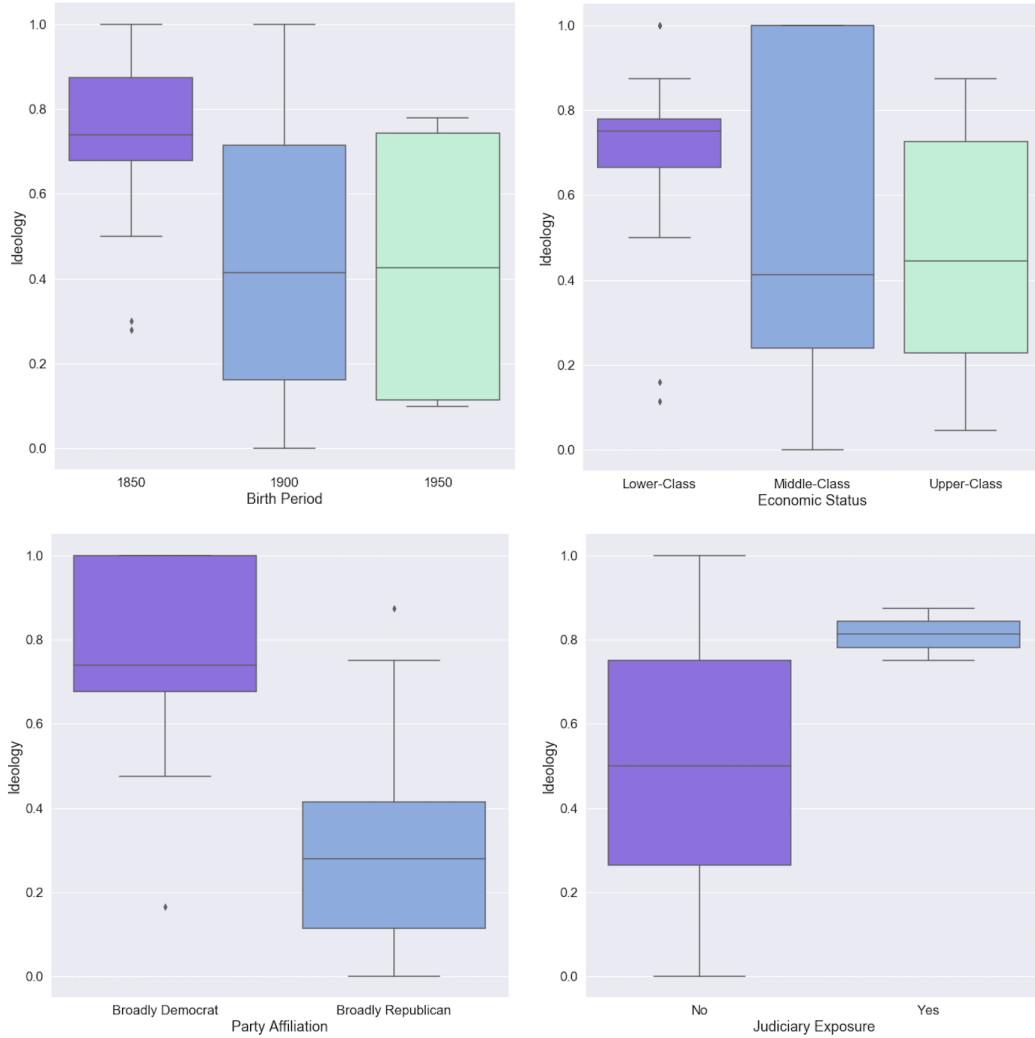 1.0
0.8
0.6
0.4
0.2
0.0
Ideology
1850 1900 1950
Birth Period
1.0
0.8
0.6
0.4
0.2
0.0
Ideology
Lower-Class Middle-Class Upper-Class
Economic Status
1.0
0.8
0.6
0.4
0.2
0.0
Ideology
Broadly Democrat Broadly Republican
Party Affiliation
1.0
0.8
0.6
0.4
0.2
0.0
Ideology
No Yes
Judiciary Exposure